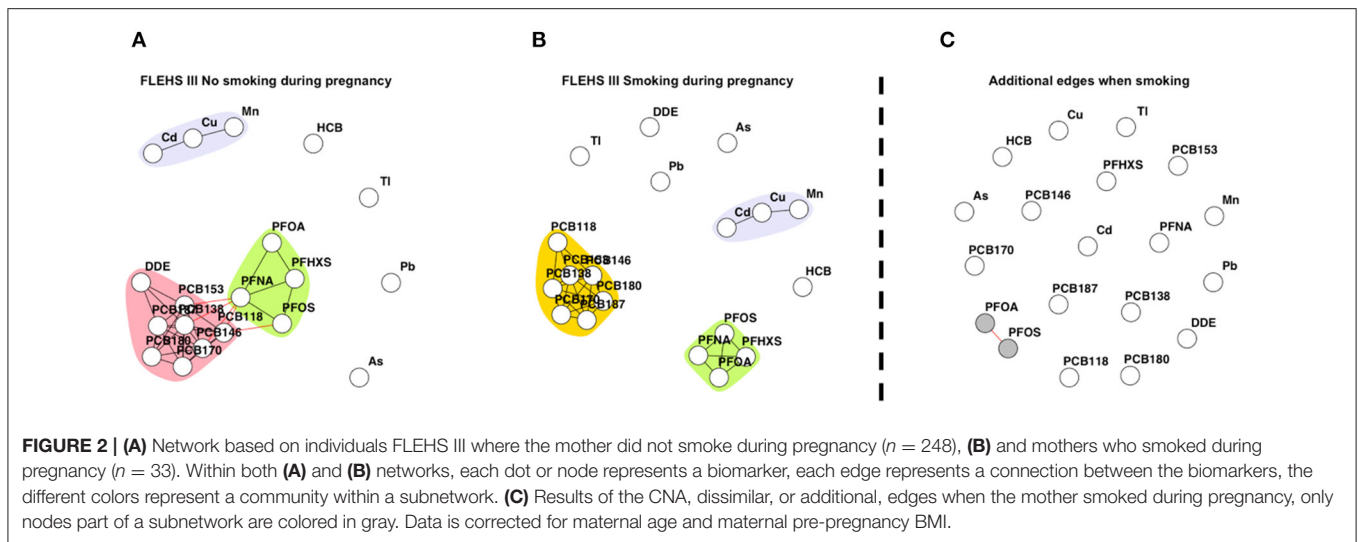 A
B
C
FLEHS III No smoking during pregnancy
FLEHS III Smoking during pregnancy
Additional edges when smoking
Mn
Cu
Cd
HCB
Tl
PFOA
PFHXS
Pb
DDE
PFNA
PCB153
PCB138
PCB118
PFOS
PCB187
PCB146
PCB180
PCB170
As
DDE
As
Tl
Pb
Mn
Cu
Cd
PCB118
PCB146
PCB138
PCB180
PCB170
PCB187
HCB
PFOS
PFNA
PFHXS
PFOA
Cu
Tl
HCB
PCB153
PFHXS
As
PCB146
Mn
Cd
PFNA
PCB170
Pb
PCB187
PCB138
PFOA
PFOS
DDE
PCB118
PCB180
FIGURE 2 | (A) Network based on individuals FLEHS III where the mother did not smoke during pregnancy (n = 248), (B) and mothers who smoked during
pregnancy (n = 33). Within both (A) and (B) networks, each dot or node represents a biomarker, each edge represents a connection between the biomarkers, the
different colors represent a community within a subnetwork. (C) Results of the CNA, dissimilar, or additional, edges when the mother smoked during pregnancy, only
nodes part of a subnetwork are colored in gray. Data is corrected for maternal age and maternal pre-pregnancy BMI.